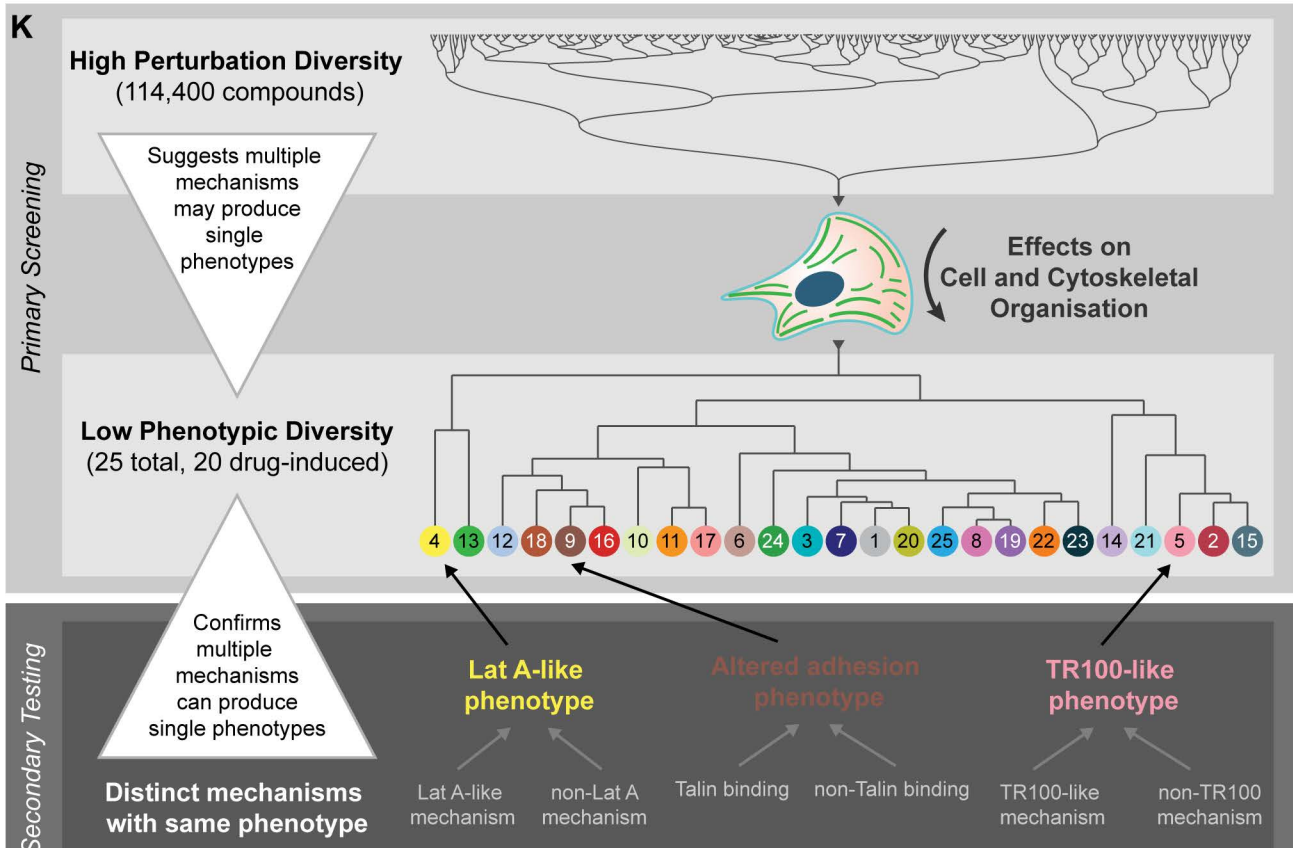 K
High Perturbation Diversity
(114,400 compounds)
Primary Screening
Suggests multiple
mechanisms
may produce
single
phenotypes
Effects on
Cell and Cytoskeletal
Organisation
Low Phenotypic Diversity
(25 total, 20 drug-induced)
4 13 12 18 9 16 10 11 17 6 24 3 7 1 20 25 8 19 22 23 14 21 5 2 15
Secondary Testing
Confirms
multiple
mechanisms
can produce
single phenotypes
Distinct mechanisms
with same phenotype
Lat A-like
phenotype
Altered adhesion
phenotype
TR100-like
phenotype
Lat A-like
mechanism
non-Lat A
mechanism
Talin binding
non-Talin binding
TR100-like
mechanism
non-TR100
mechanism